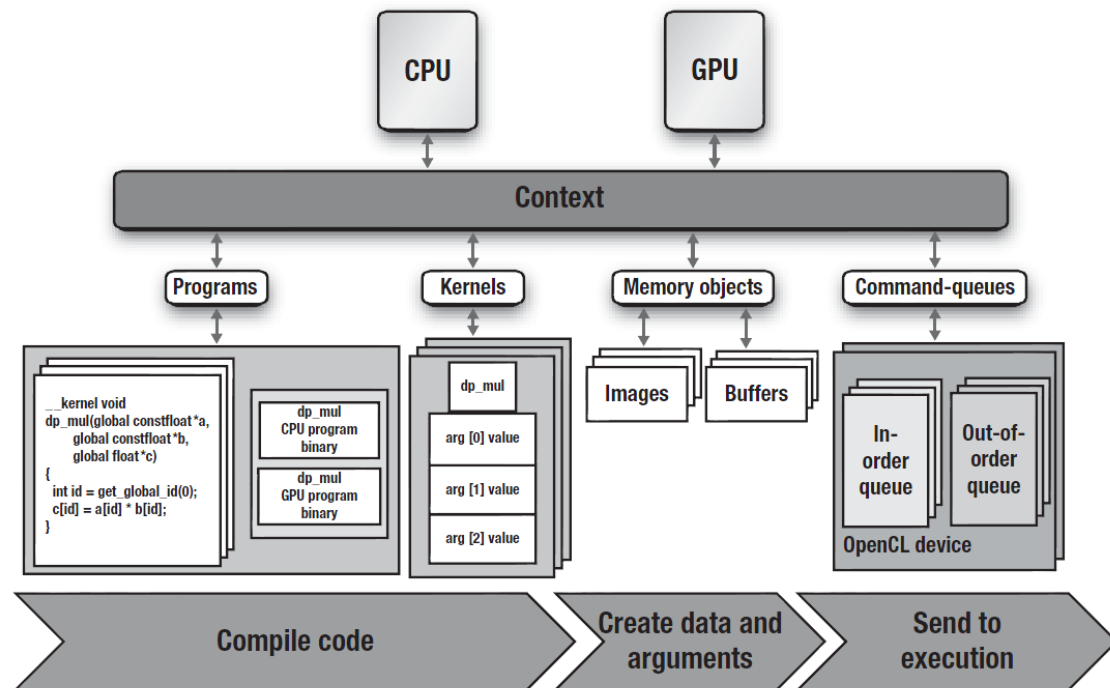 CPU
GPU
Context
Programs
Kernels
Memory objects
Command-queues
__kernel void
dp_mul(global constfloat*a,
global constfloat*b,
global float*c)
{
int id = get_global_id(0);
c[id] = a[id] * b[id];
}
dp_mul
CPU program
binary
dp_mul
GPU program
binary
dp_mul
arg [0] value
arg [1] value
arg [2] value
Images
Buffers
In-
order
queue
Out-of-
order
queue
OpenCL device
Compile code
Create data and
arguments
Send to
execution